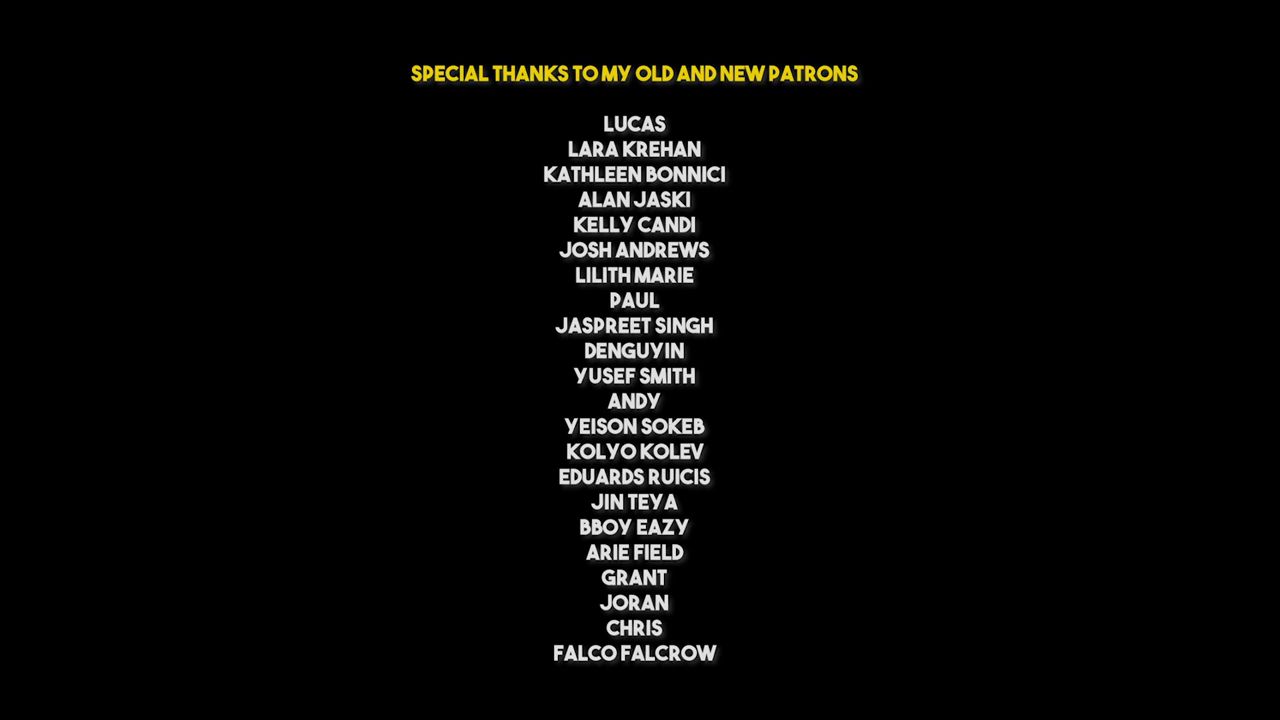 SPECIAL THANKS TO MY OLD AND NEW PATRONS
LUCAS
LARA KREHAN
KATHLEEN BONNICI
ALAN JASKI
KELLY CANDI
JOSH ANDREWS
LILITH MARIE
PAUL
JASPREET SINGH
DENGUYIN
YUSEF SMITH
ANDY
YEISON SOKEB
KOLYO KOLEV
EDUARDS RUICIS
JIN TEYA
BBOY EAZY
ARIE FIELD
GRANT
JORAN
CHRIS
FALCO FALCROW